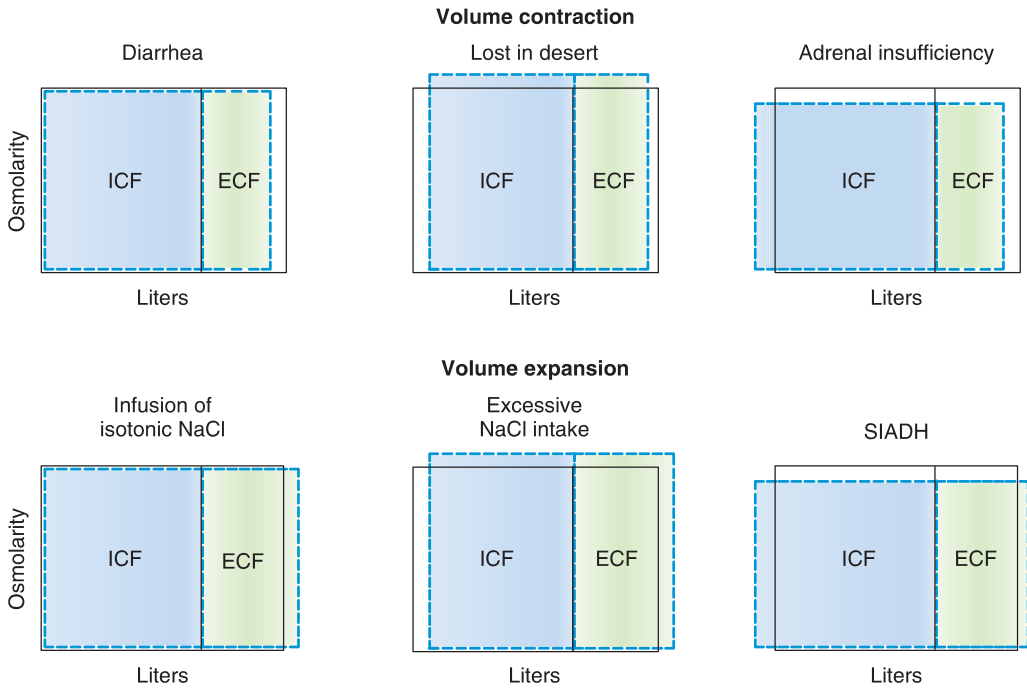 Volume contraction
Diarrhea
Lost in desert
Adrenal insufficiency
Osmolarity
ICF
ECF
ICF
ECF
ICF
ECF
Liters
Liters
Liters
Volume expansion
Infusion of
isotonic NaCl
Excessive
NaCl intake
SIADH
Osmolarity
ICF
ECF
ICF
ECF
ICF
ECF
Liters
Liters
Liters